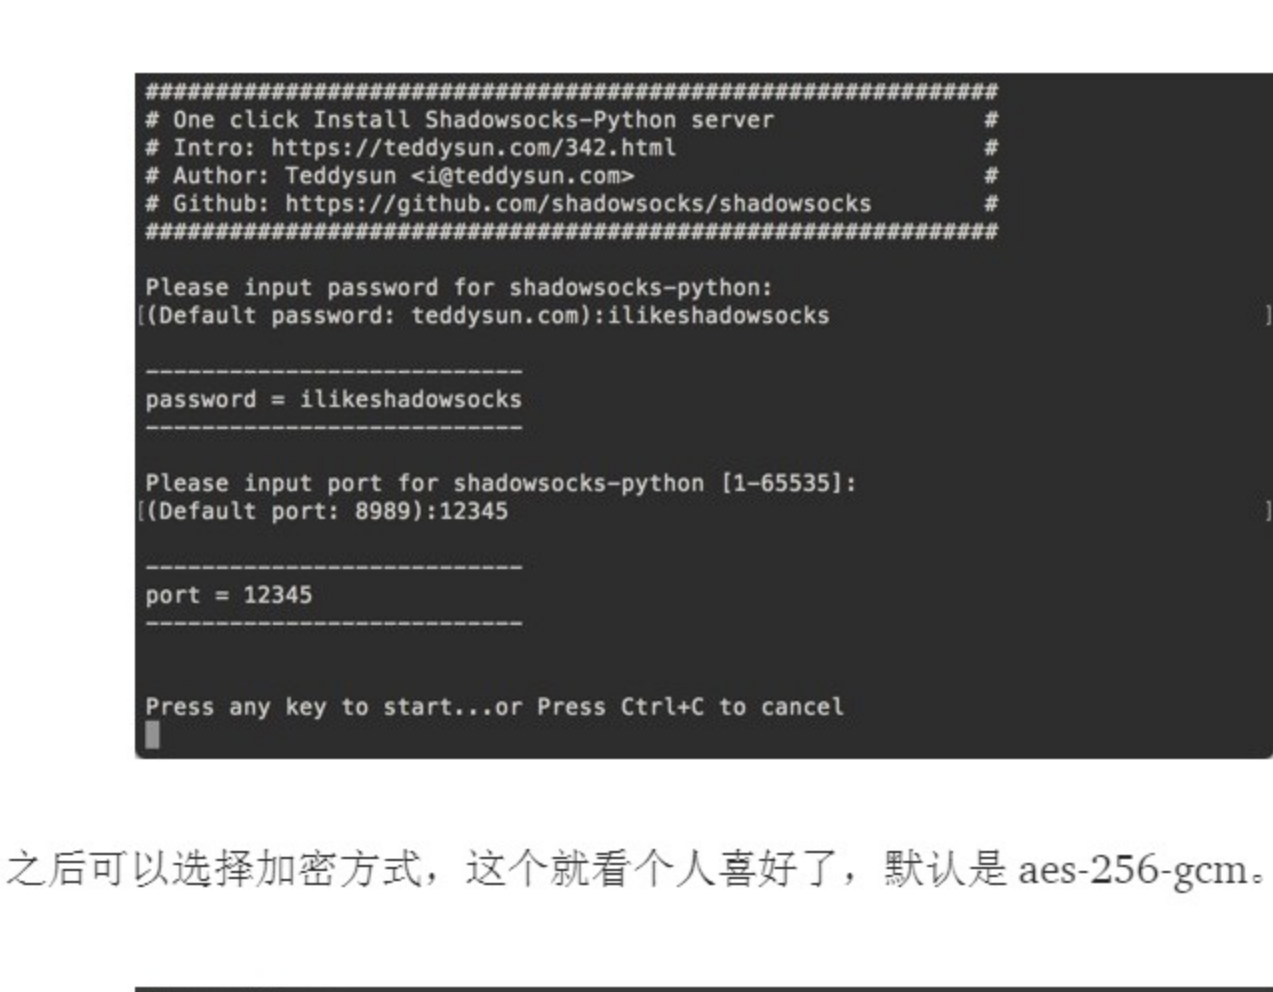 #############################################################
# One click Install Shadowsocks-Python server               #
# Intro: https://teddysun.com/342.html                      #
# Author: Teddysun <i@teddysun.com>                         #
# Github: https://github.com/shadowsocks/shadowsocks        #
#############################################################
Please input password for shadowsocks-python:
[(Default password: teddysun.com):ilikeshadowsocks ]
---------------------------
password = ilikeshadowsocks
---------------------------
Please input port for shadowsocks-python [1-65535]:
[(Default port: 8989):12345 ]
---------------------------
port = 12345
---------------------------
Press any key to start...or Press Ctrl+C to cancel
之后可以选择加密方式，这个就看个人喜好了，默认是 aes-256-gcm。